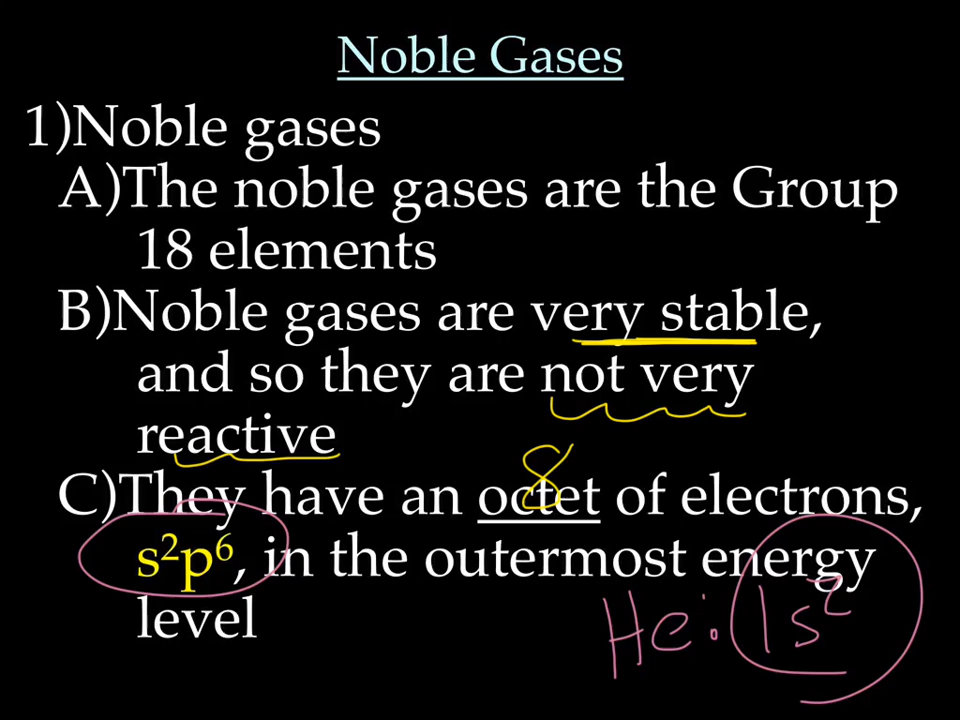 Noble Gases
1)Noble gases
A)The noble gases are the Group
18 elements
B)Noble gases are very stable,
and so they are not very
reactive
8
C)They have an octet of electrons,
s²p⁶, in the outermost energy
level
He: 1s²